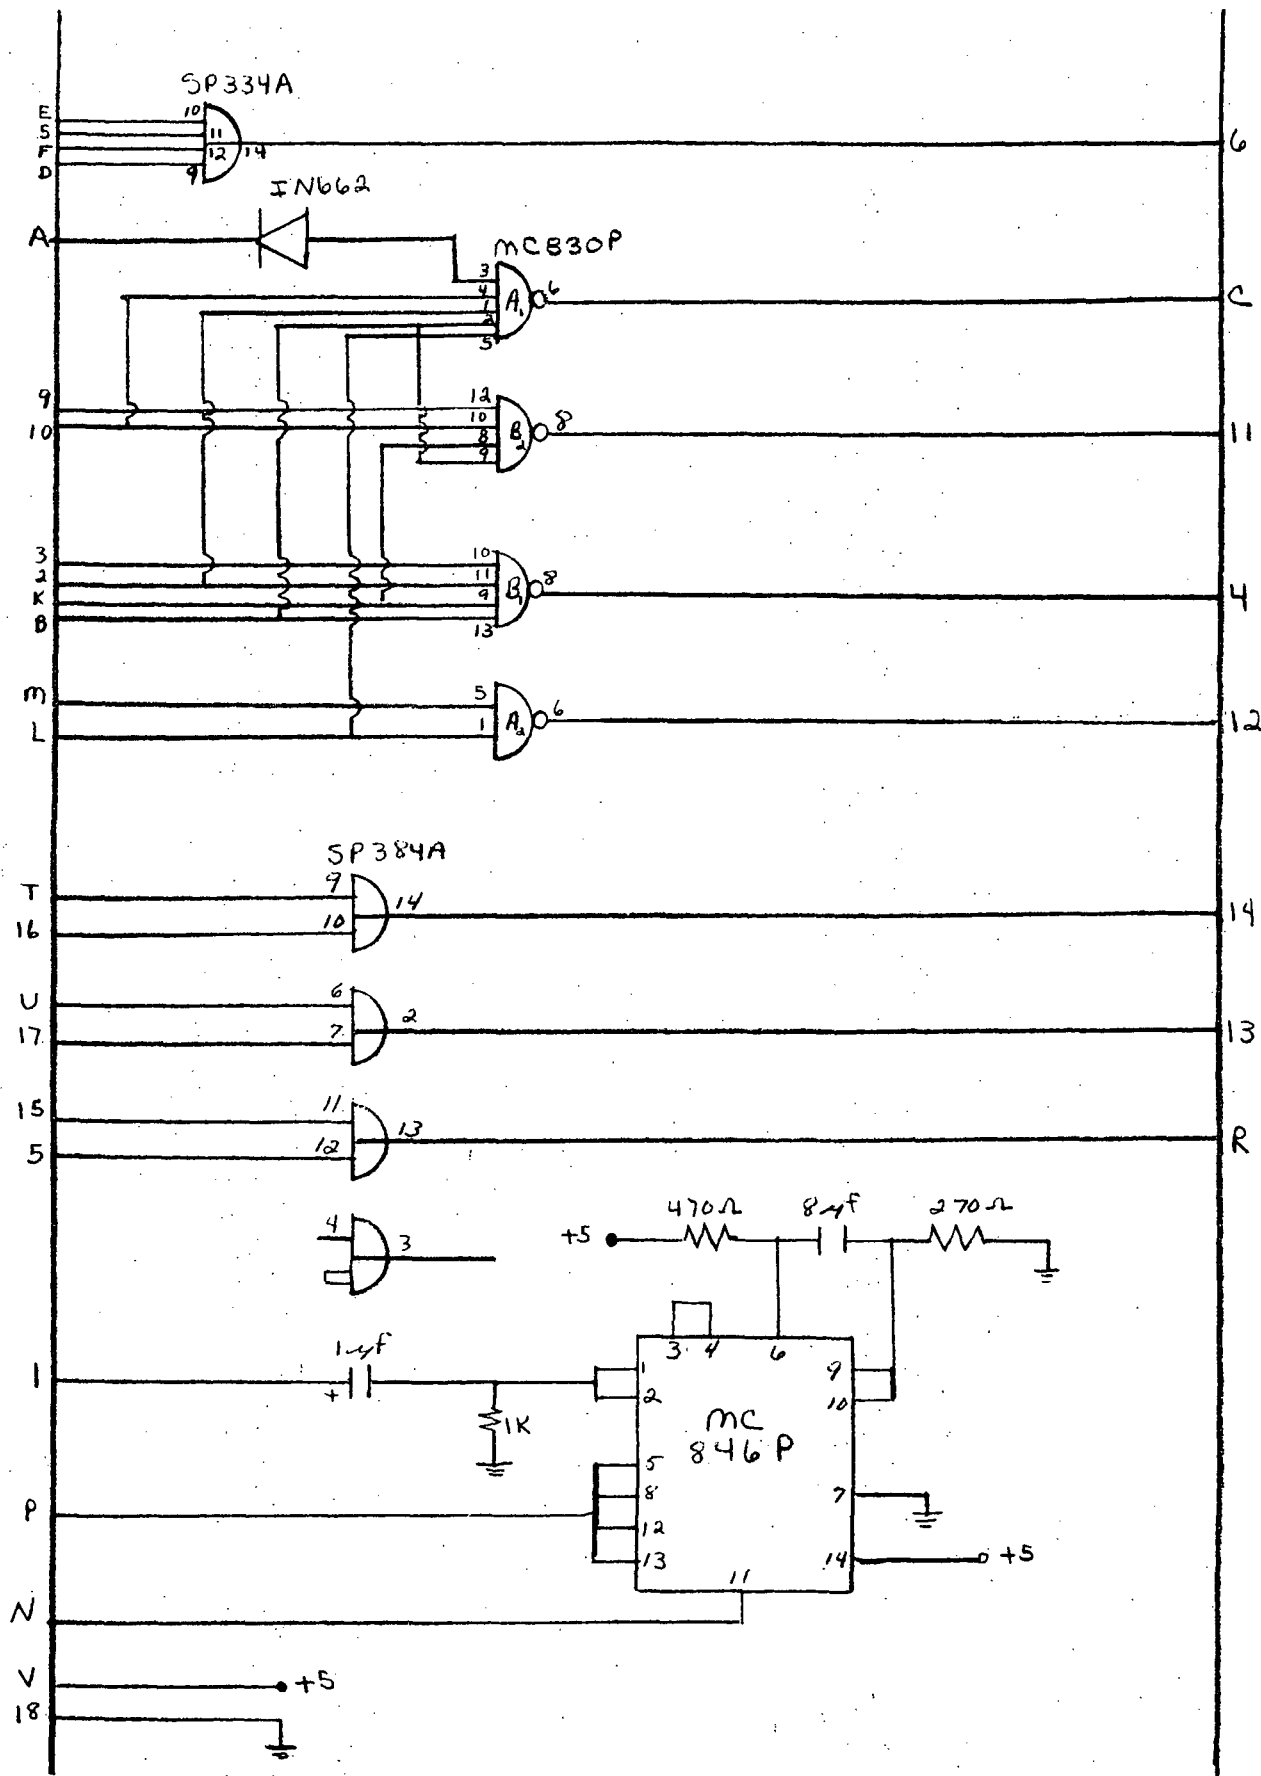 SP334A
E 10
S 11
F 12 14 6
D 9
IN662
A
MC830P
3
4 6
1 A1 C
2
5
9 12
10 10 8
8 B2 11
9
3 10
2 11 8
K 9 B1 4
B 13
M 5 6
L 1 A2 12
SP384A
T 9 14 14
16 10
U 6 2 13
17 7
15 11 13 R
5 12
470Ω 8μf 270Ω
4 3 +5
1μf 3 4 6
1 + 1 9
2 10
1K MC
846P
5
P 8 7
12
13 14 +5
11
N
V +5
18